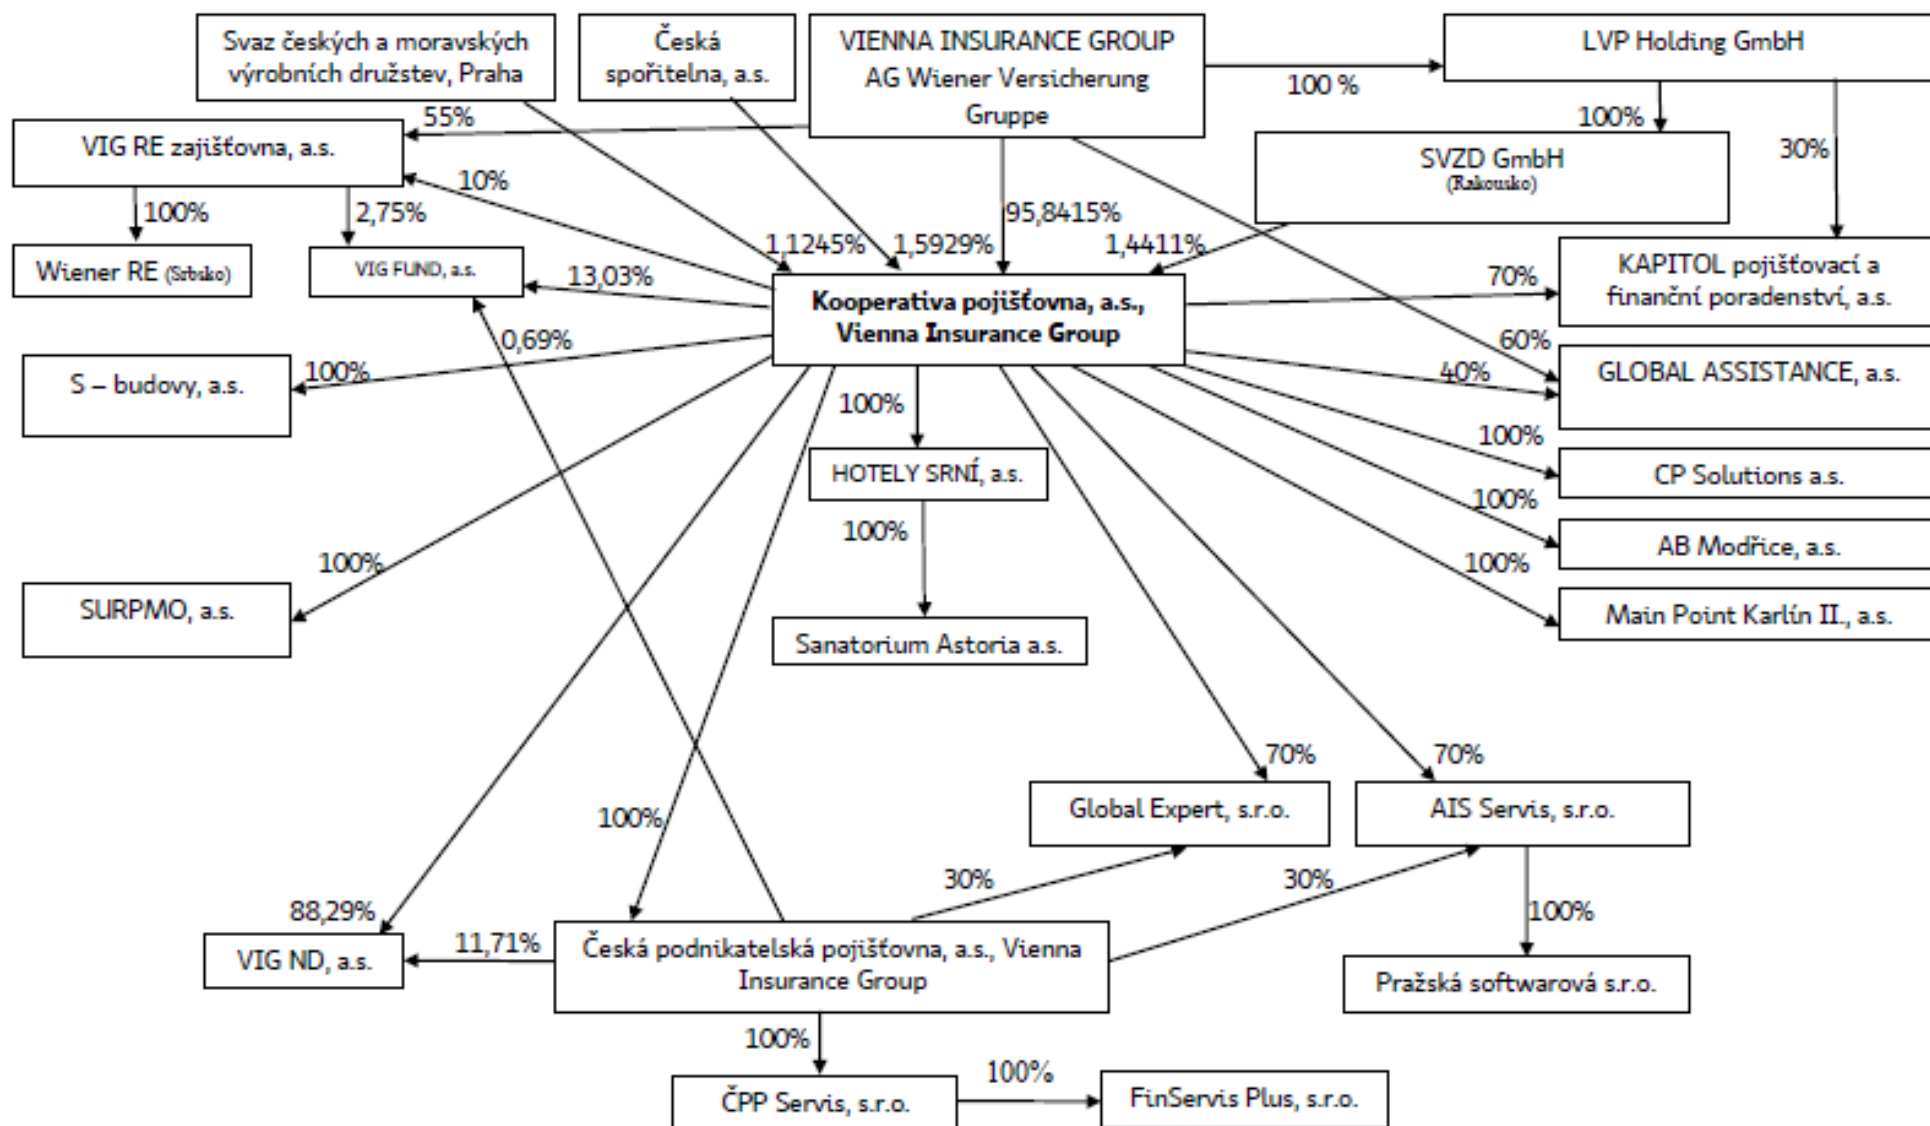 Svaz českých a moravských
výrobních družstev, Praha
Česká
spořitelna, a.s.
VIENNA INSURANCE GROUP
AG Wiener Versicherung
Gruppe
100 %
LVP Holding GmbH
55%
100%
30%
VIG RE zajišťovna, a.s.
SVZD GmbH
(Rakousko)
10%
100%
2,75%
95,8415%
1,1245%
1,5929%
1,4411%
Wiener RE (Srbsko)
VIG FUND, a.s.
13,03%
70%
KAPITOL pojišťovací a
finanční poradenství, a.s.
Kooperativa pojišťovna, a.s.,
Vienna Insurance Group
0,69%
60%
100%
40%
S – budovy, a.s.
GLOBAL ASSISTANCE, a.s.
100%
100%
HOTELY SRNÍ, a.s.
CP Solutions a.s.
100%
100%
AB Modřice, a.s.
100%
100%
SURPMO, a.s.
Main Point Karlín II., a.s.
Sanatorium Astoria a.s.
70%
70%
100%
Global Expert, s.r.o.
AIS Servis, s.r.o.
30%
30%
88,29%
100%
11,71%
VIG ND, a.s.
Česká podnikatelská pojišťovna, a.s., Vienna
Insurance Group
Pražská softwarová s.r.o.
100%
100%
ČPP Servis, s.r.o.
FinServis Plus, s.r.o.